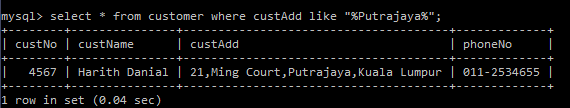 mysql> select * from customer where custAdd like "%Putrajaya%";
+--------+---------------+--------------------------------------+-------------+
| custNo | custName      | custAdd                              | phoneNo     |
+--------+---------------+--------------------------------------+-------------+
|   4567 | Harith Danial | 21,Ming Court,Putrajaya,Kuala Lumpur | 011-2534655 |
+--------+---------------+--------------------------------------+-------------+
1 row in set (0.04 sec)